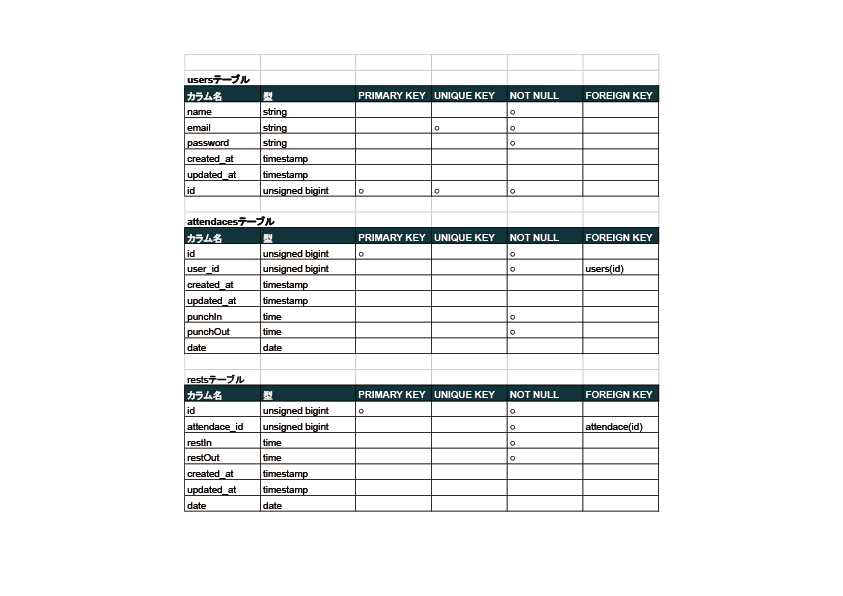 usersテーブル
カラム名 型 PRIMARY KEY UNIQUE KEY NOT NULL FOREIGN KEY
name string ○
email string ○ ○
password string ○
created_at timestamp
updated_at timestamp
id unsigned bigint ○ ○ ○
attendacesテーブル
カラム名 型 PRIMARY KEY UNIQUE KEY NOT NULL FOREIGN KEY
id unsigned bigint ○ ○
user_id unsigned bigint ○ users(id)
created_at timestamp
updated_at timestamp
punchIn time ○
punchOut time ○
date date
restsテーブル
カラム名 型 PRIMARY KEY UNIQUE KEY NOT NULL FOREIGN KEY
id unsigned bigint ○ ○
attendace_id unsigned bigint ○ attendace(id)
restIn time ○
restOut time ○
created_at timestamp
updated_at timestamp
date date